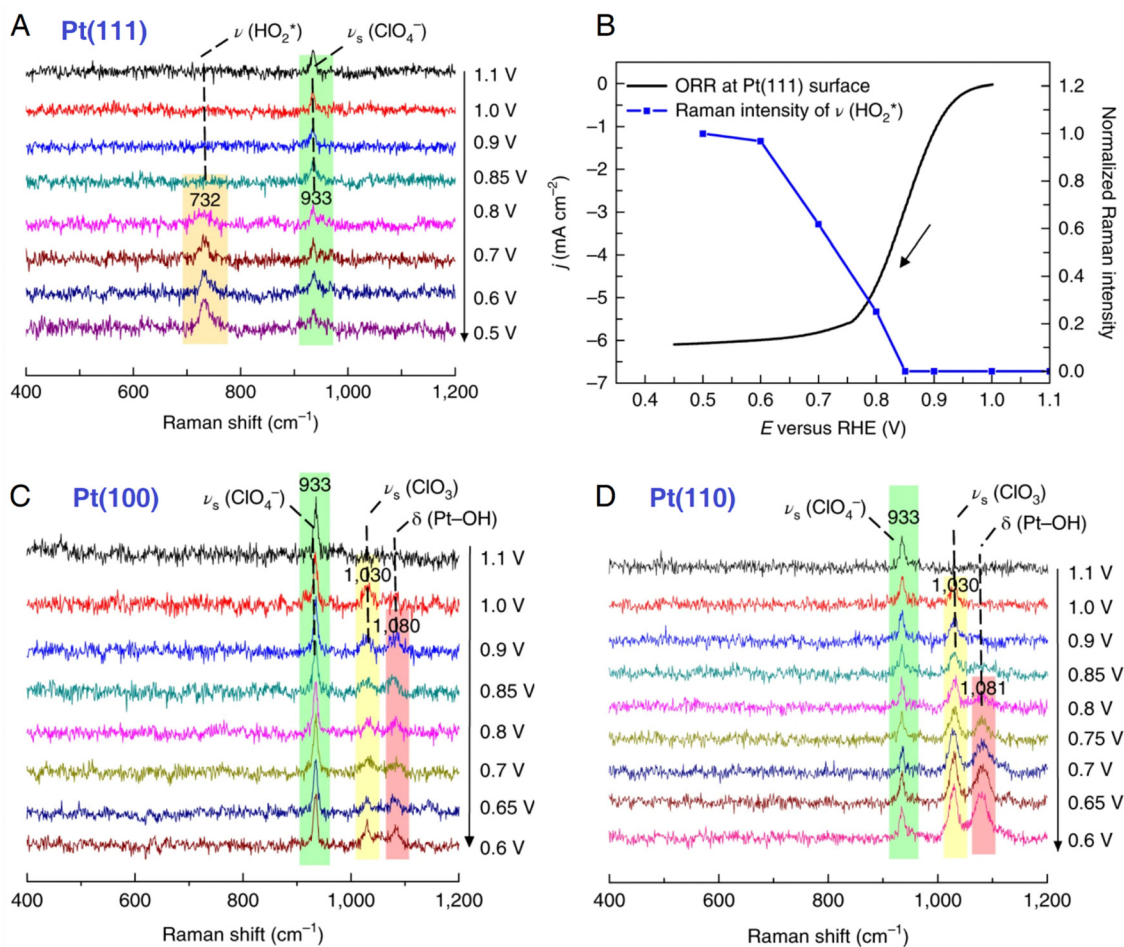 A
Pt(111)
ν (HO₂*)
νₛ (ClO₄⁻)
1.1 V
1.0 V
0.9 V
0.85 V
732
933
0.8 V
0.7 V
0.6 V
0.5 V
400 600 800 1,000 1,200
Raman shift (cm⁻¹)
B
ORR at Pt(111) surface
Raman intensity of ν (HO₂*)
0
–1
–2
–3
–4
–5
–6
–7
j (mA cm⁻²)
1.2
1.0
0.8
0.6
0.4
0.2
0.0
Normalized Raman intensity
0.4 0.5 0.6 0.7 0.8 0.9 1.0 1.1
E versus RHE (V)
C
Pt(100)
933
νₛ (ClO₄⁻)
νₛ (ClO₃)
δ (Pt–OH)
1.1 V
1,030
1.0 V
1,080
0.9 V
0.85 V
0.8 V
0.7 V
0.65 V
0.6 V
400 600 800 1,000 1,200
Raman shift (cm⁻¹)
D
Pt(110)
νₛ (ClO₄⁻)
933
νₛ (ClO₃)
δ (Pt–OH)
1.1 V
1,030
1.0 V
0.9 V
0.85 V
1,081
0.8 V
0.75 V
0.7 V
0.65 V
0.6 V
400 600 800 1,000 1,200
Raman shift (cm⁻¹)